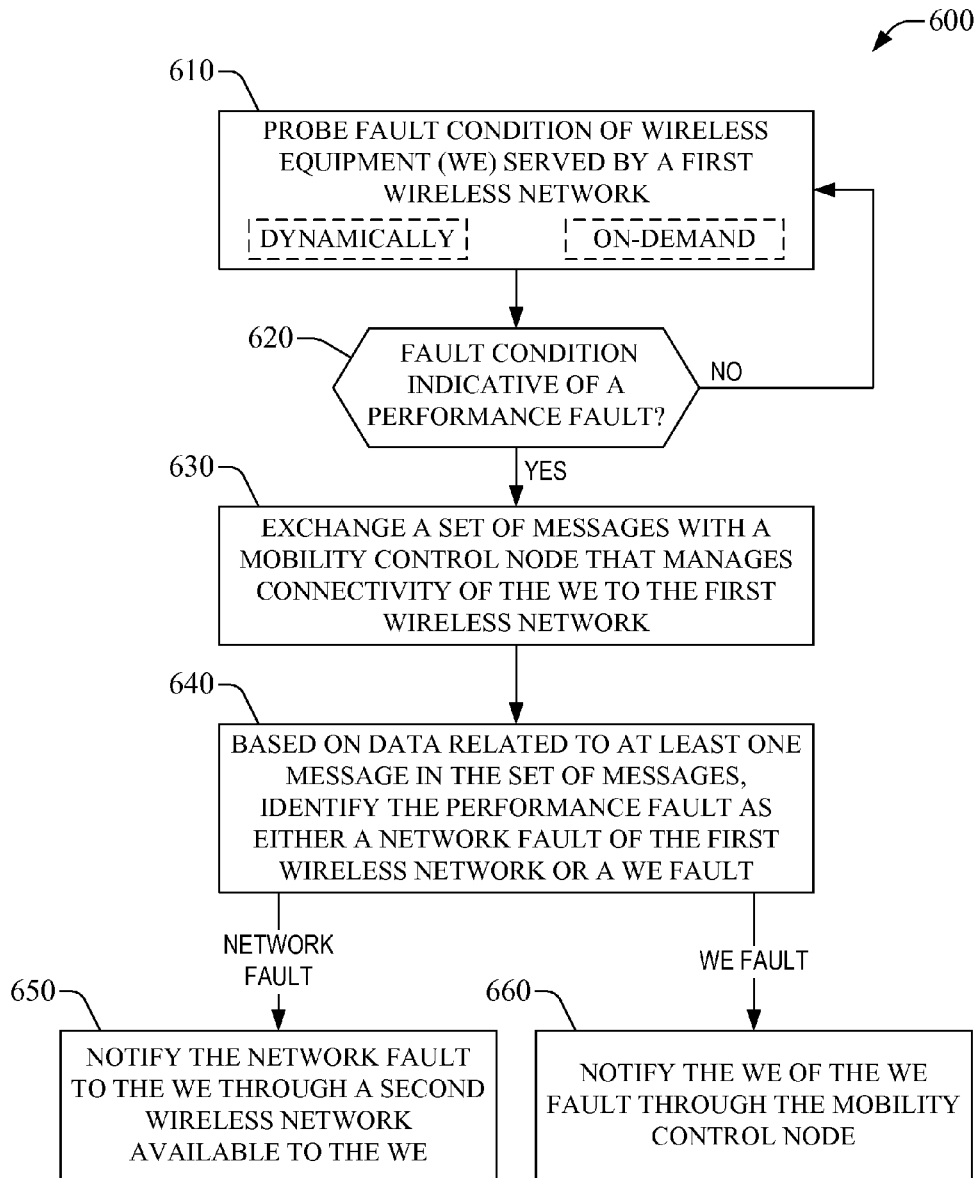 600
610
PROBE FAULT CONDITION OF WIRELESS
EQUIPMENT (WE) SERVED BY A FIRST
WIRELESS NETWORK
DYNAMICALLY
ON-DEMAND
620
FAULT CONDITION
INDICATIVE OF A
PERFORMANCE FAULT?
NO
YES
630
EXCHANGE A SET OF MESSAGES WITH A
MOBILITY CONTROL NODE THAT MANAGES
CONNECTIVITY OF THE WE TO THE FIRST
WIRELESS NETWORK
640
BASED ON DATA RELATED TO AT LEAST ONE
MESSAGE IN THE SET OF MESSAGES,
IDENTIFY THE PERFORMANCE FAULT AS
EITHER A NETWORK FAULT OF THE FIRST
WIRELESS NETWORK OR A WE FAULT
NETWORK
FAULT
WE FAULT
650
NOTIFY THE NETWORK FAULT
TO THE WE THROUGH A SECOND
WIRELESS NETWORK
AVAILABLE TO THE WE
660
NOTIFY THE WE OF THE WE
FAULT THROUGH THE MOBILITY
CONTROL NODE